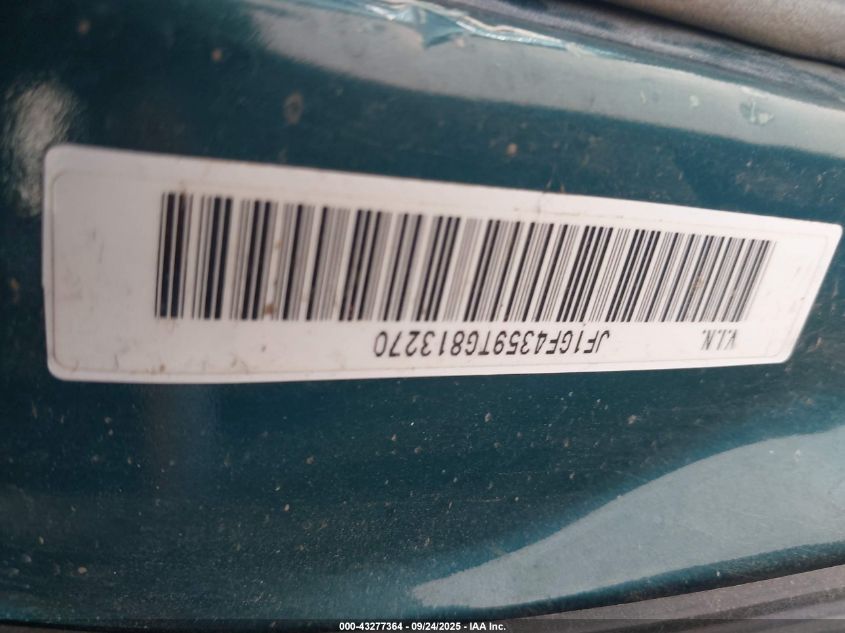 V.I.N.
JF1GF4359TG813270
000-43277364 - 09/24/2025 - IAA Inc.